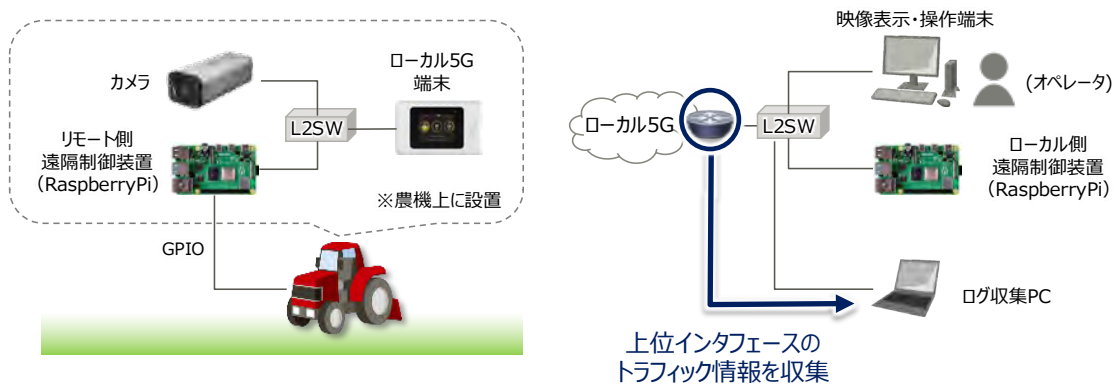 カメラ
ローカル5G
端末
L2SW
リモート側
遠隔制御装置
（RaspberryPi）
※農機上に設置
GPIO
映像表示・操作端末
(オペレータ)
ローカル5G
L2SW
ローカル側
遠隔制御装置
（RaspberryPi）
ログ収集PC
上位インタフェースの
トラフィック情報を収集